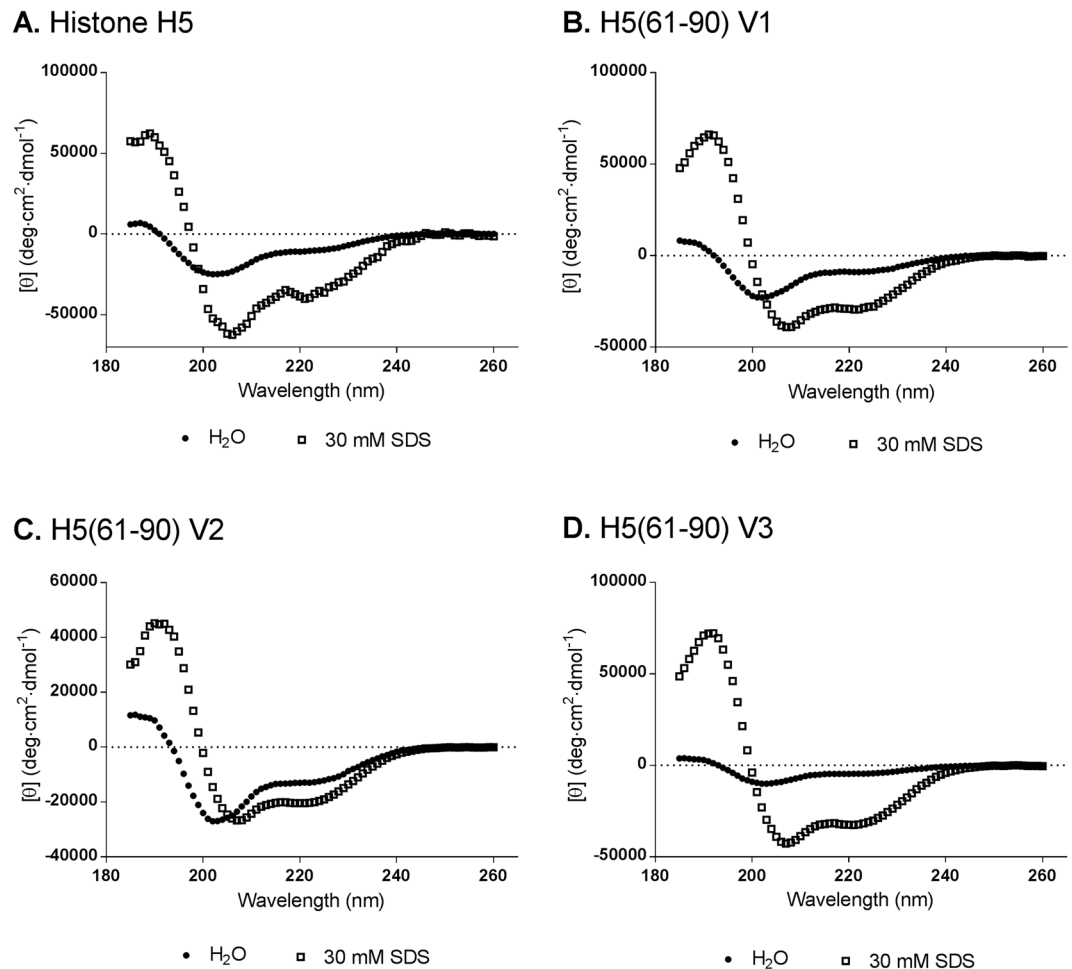 A. Histone H5
100000
50000
0
-50000
[θ] (deg·cm²·dmol⁻¹)
180 200 220 240 260
Wavelength (nm)
H₂O 30 mM SDS
B. H5(61-90) V1
100000
50000
0
-50000
[θ] (deg·cm²·dmol⁻¹)
180 200 220 240 260
Wavelength (nm)
H₂O 30 mM SDS
C. H5(61-90) V2
60000
40000
20000
0
-20000
-40000
[θ] (deg·cm²·dmol⁻¹)
180 200 220 240 260
Wavelength (nm)
H₂O 30 mM SDS
D. H5(61-90) V3
100000
50000
0
-50000
[θ] (deg·cm²·dmol⁻¹)
180 200 220 240 260
Wavelength (nm)
H₂O 30 mM SDS